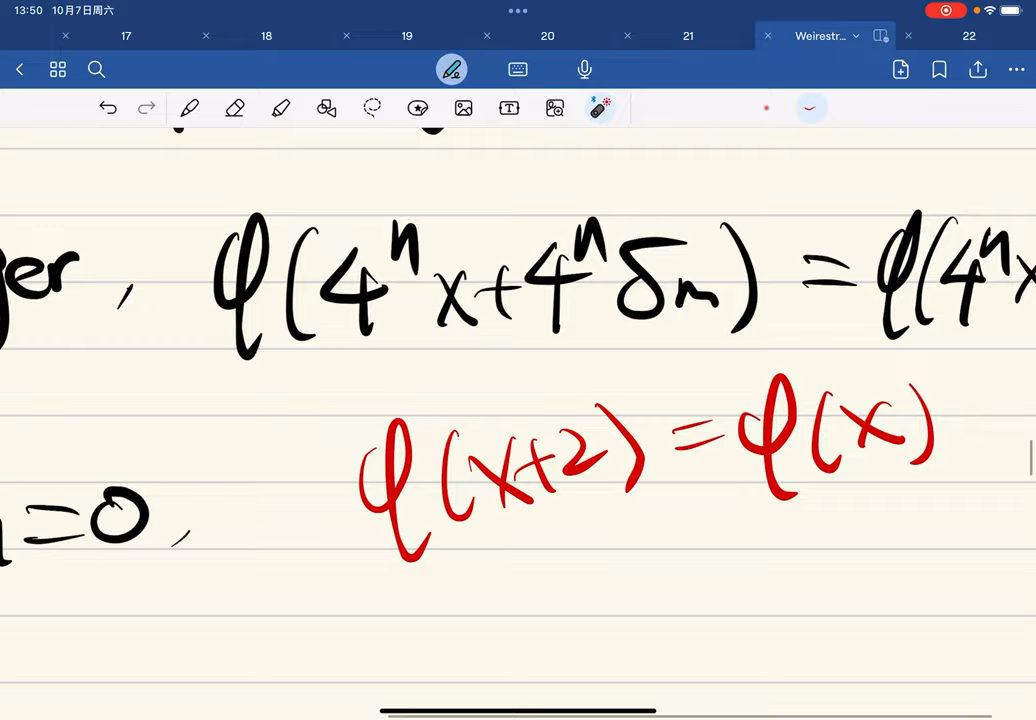 13:50 10月7日周六
17 18 19 20 21 Weirestr... 22
ger, φ(4ⁿx+4ⁿδm) = φ(4ⁿx
φ(x+2) = φ(x)
=0,